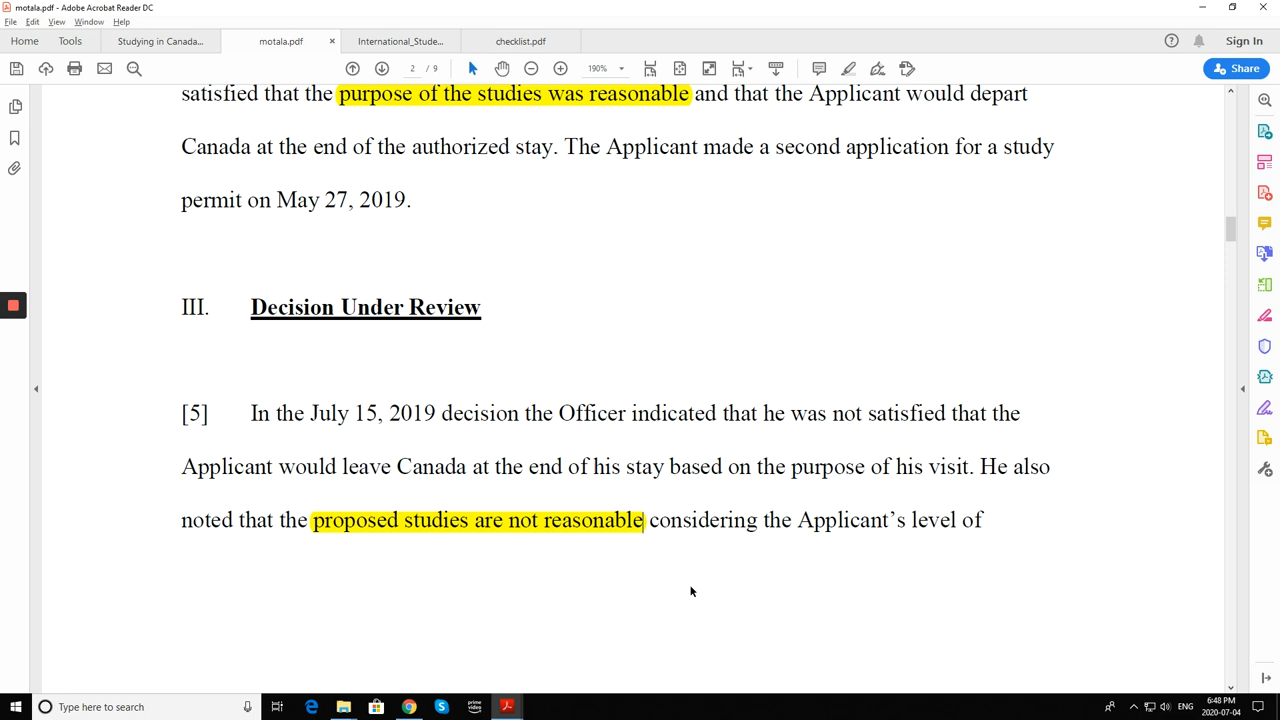 motala.pdf - Adobe Acrobat Reader DC
File Edit View Window Help
Home Tools Studying in Canada... motala.pdf × International_Stude... checklist.pdf Sign In
2 / 9 190% Share
satisfied that the purpose of the studies was reasonable and that the Applicant would depart
Canada at the end of the authorized stay. The Applicant made a second application for a study
permit on May 27, 2019.
III. Decision Under Review
[5] In the July 15, 2019 decision the Officer indicated that he was not satisfied that the
Applicant would leave Canada at the end of his stay based on the purpose of his visit. He also
noted that the proposed studies are not reasonable considering the Applicant’s level of
Type here to search
prime video
ENG
6:48 PM
2020-07-04